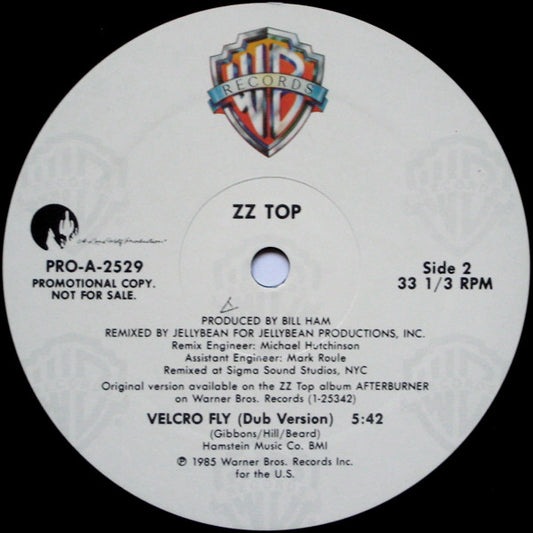 WB
RECORDS
ZZ TOP
A Lone Wolf Production
PRO-A-2529
PROMOTIONAL COPY.
NOT FOR SALE.
Side 2
33 1/3 RPM
PRODUCED BY BILL HAM
REMIXED BY JELLYBEAN FOR JELLYBEAN PRODUCTIONS, INC.
Remix Engineer: Michael Hutchinson
Assistant Engineer: Mark Roule
Remixed at Sigma Sound Studios, NYC
Original version available on the ZZ Top album AFTERBURNER
on Warner Bros. Records (1-25342)
VELCRO FLY (Dub Version) 5:42
(Gibbons/Hill/Beard)
Hamstein Music Co. BMI
℗ 1985 Warner Bros. Records Inc.
for the U.S.